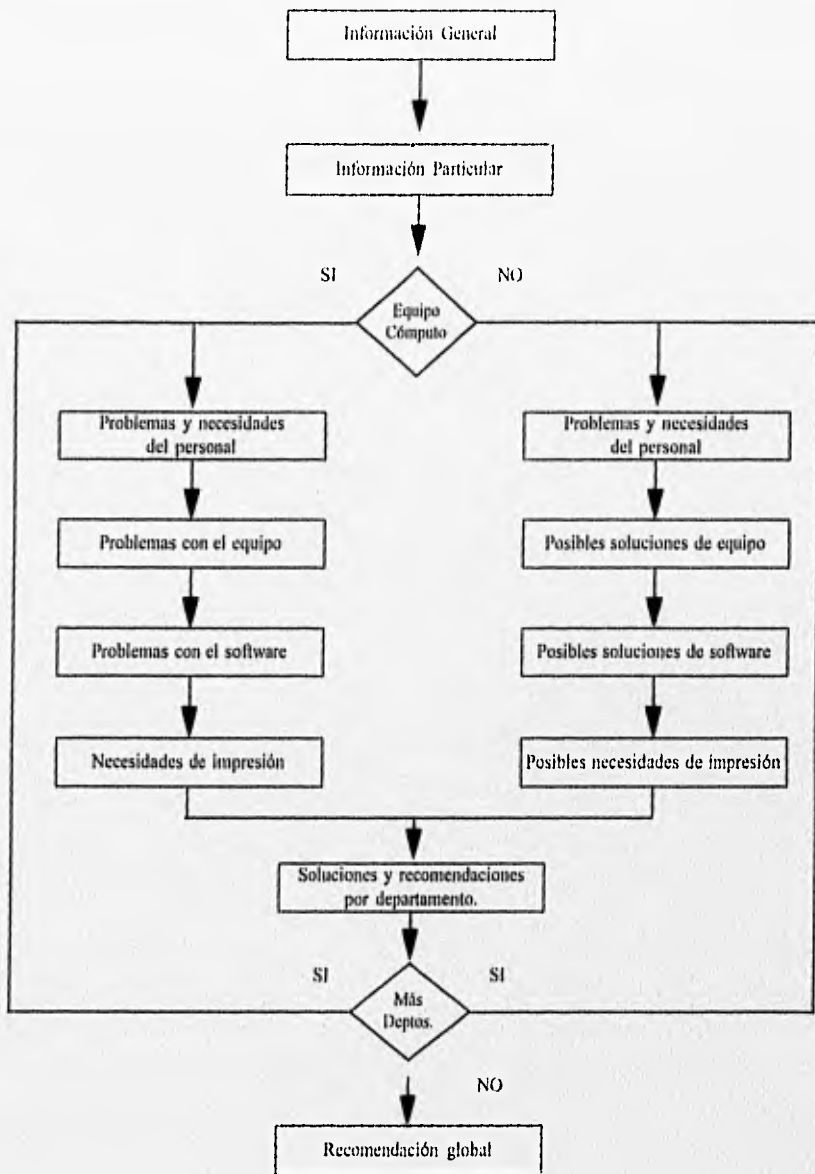 Información General
Información Particular
SI
NO
Equipo
Cómputo
Problemas y necesidades
del personal
Problemas y necesidades
del personal
Problemas con el equipo
Posibles soluciones de equipo
Problemas con el software
Posibles soluciones de software
Necesidades de impresión
Posibles necesidades de impresión
Soluciones y recomendaciones
por departamento.
SI
SI
Más
Deptos.
NO
Recomendación global